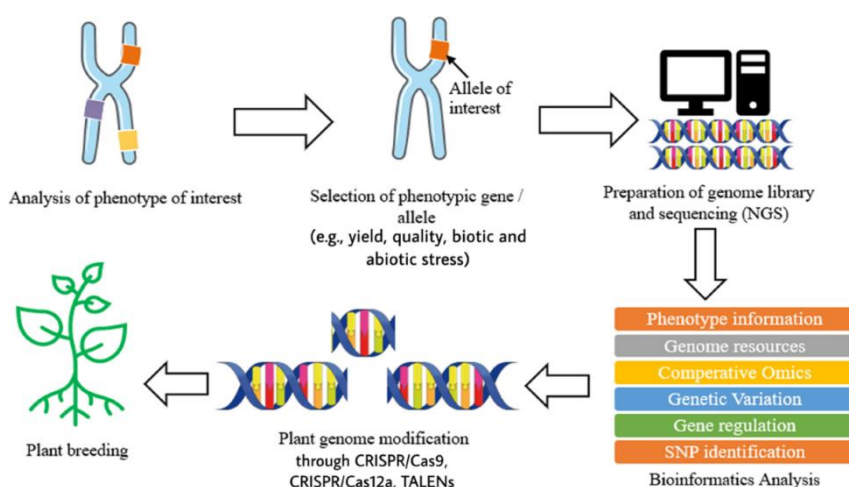 Allele of
interest
Analysis of phenotype of interest
Selection of phenotypic gene /
allele
(e.g., yield, quality, biotic and
abiotic stress)
Preparation of genome library
and sequencing (NGS)
Phenotype information
Genome resources
Comperative Omics
Genetic Variation
Gene regulation
SNP identification
Bioinformatics Analysis
Plant genome modification
through CRISPR/Cas9,
CRISPR/Cas12a, TALENs
Plant breeding